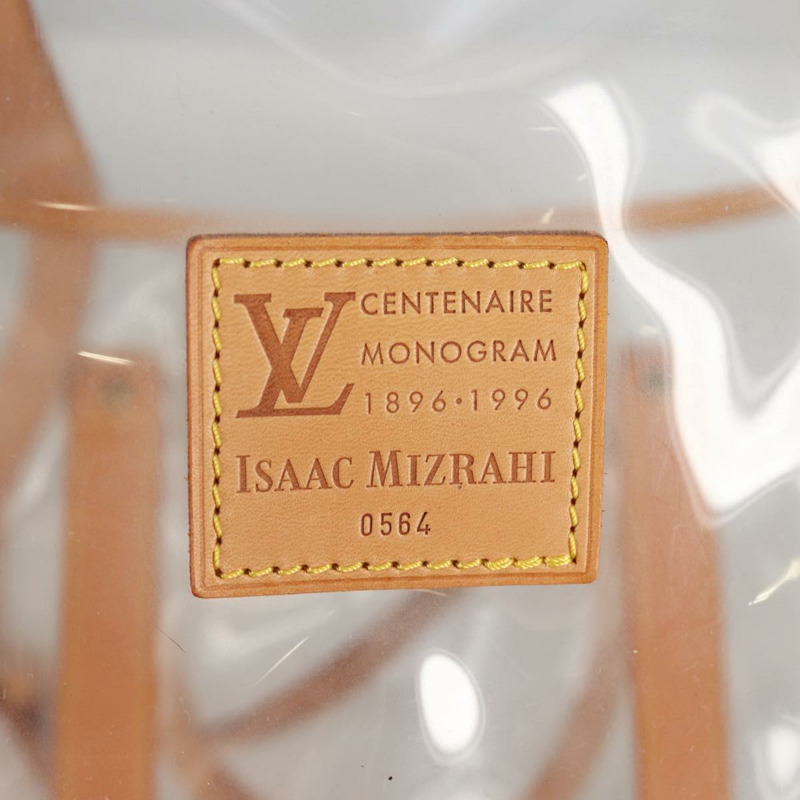 LV CENTENAIRE
MONOGRAM
1896·1996
ISAAC MIZRAHI
0564